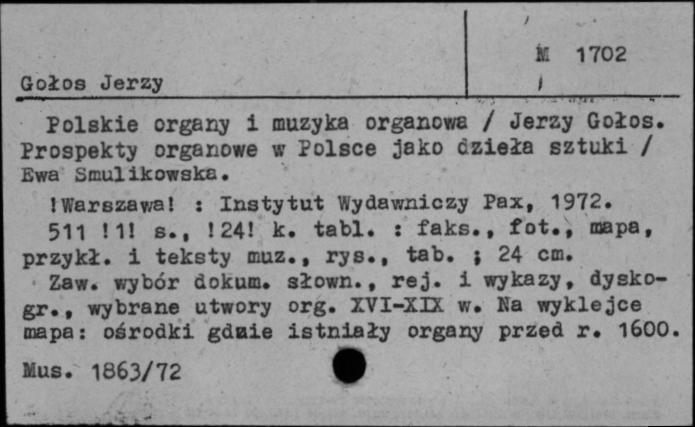 M 1702
Gołos Jerzy
Polskie organy i muzyka organowa / Jerzy Gołos.
Prospekty organowe w Polsce jako dzieła sztuki /
Ewa Smulikowska.
!Warszawa! : Instytut Wydawniczy Pax, 1972.
511 !1! s., !24! k. tabl. : faks., fot., mapa,
przykł. i teksty muz., rys., tab. ; 24 cm.
Zaw. wybór dokum. słown., rej. i wykazy, dysko-
gr., wybrane utwory org. XVI-XIX w. Na wyklejce
mapa: ośrodki gdzie istniały organy przed r. 1600.
Mus. 1863/72